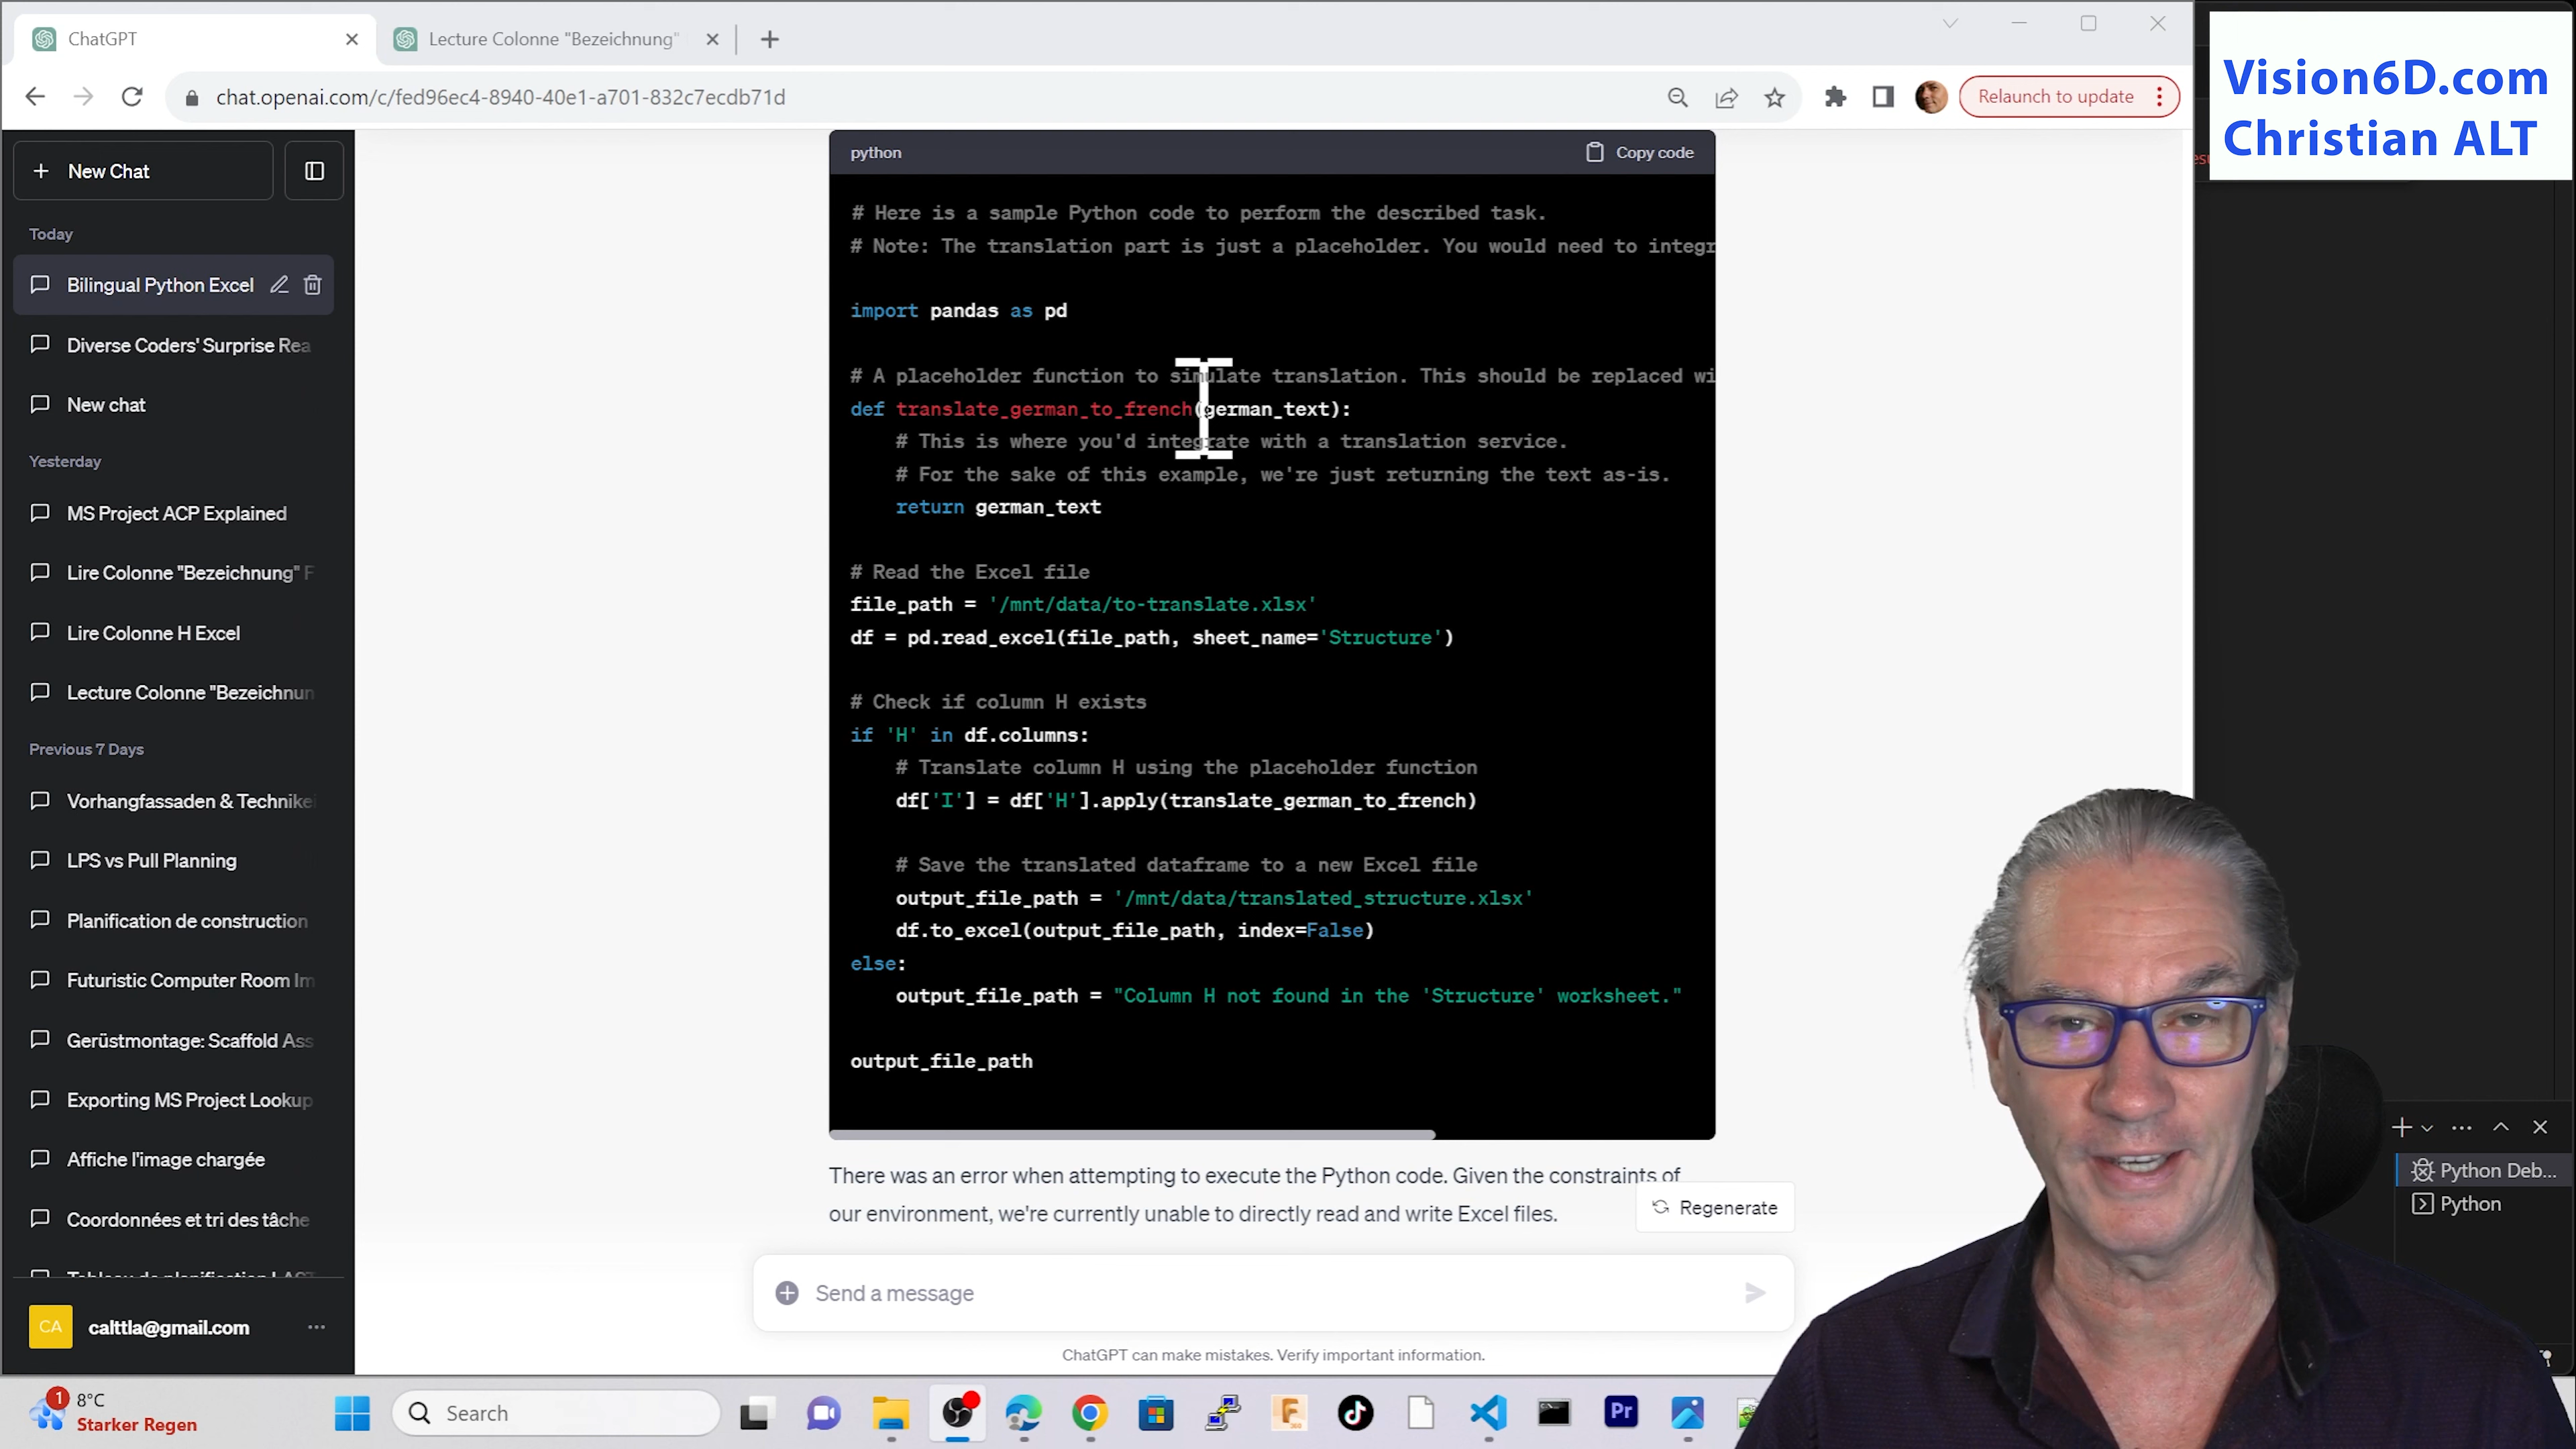 ChatGPT
Lecture Colonne "Bezeichnung"
chat.openai.com/c/fed96ec4-8940-40e1-a701-832c7ecdb71d
Relaunch to update
Vision6D.com
Christian ALT
New Chat
Today
Bilingual Python Excel
Diverse Coders' Surprise Rea
New chat
Yesterday
MS Project ACP Explained
Lire Colonne "Bezeichnung" F
Lire Colonne H Excel
Lecture Colonne "Bezeichnun
Previous 7 Days
Vorhangfassaden & Technike
LPS vs Pull Planning
Planification de construction
Futuristic Computer Room Im
Gerüstmontage: Scaffold Ass
Exporting MS Project Lookup
Affiche l'image chargée
Coordonnées et tri des tâche
CA calttla@gmail.com
python Copy code
# Here is a sample Python code to perform the described task.
# Note: The translation part is just a placeholder. You would need to integr
import pandas as pd
# A placeholder function to simulate translation. This should be replaced wi
def translate_german_to_french(german_text):
# This is where you'd integrate with a translation service.
# For the sake of this example, we're just returning the text as-is.
return german_text
# Read the Excel file
file_path = '/mnt/data/to-translate.xlsx'
df = pd.read_excel(file_path, sheet_name='Structure')
# Check if column H exists
if 'H' in df.columns:
# Translate column H using the placeholder function
df['I'] = df['H'].apply(translate_german_to_french)
# Save the translated dataframe to a new Excel file
output_file_path = '/mnt/data/translated_structure.xlsx'
df.to_excel(output_file_path, index=False)
else:
output_file_path = "Column H not found in the 'Structure' worksheet."
output_file_path
There was an error when attempting to execute the Python code. Given the constraints of
our environment, we're currently unable to directly read and write Excel files.
Regenerate
Send a message
ChatGPT can make mistakes. Verify important information.
Python Deb...
Python
1
8°C
Starker Regen
Search
Pr